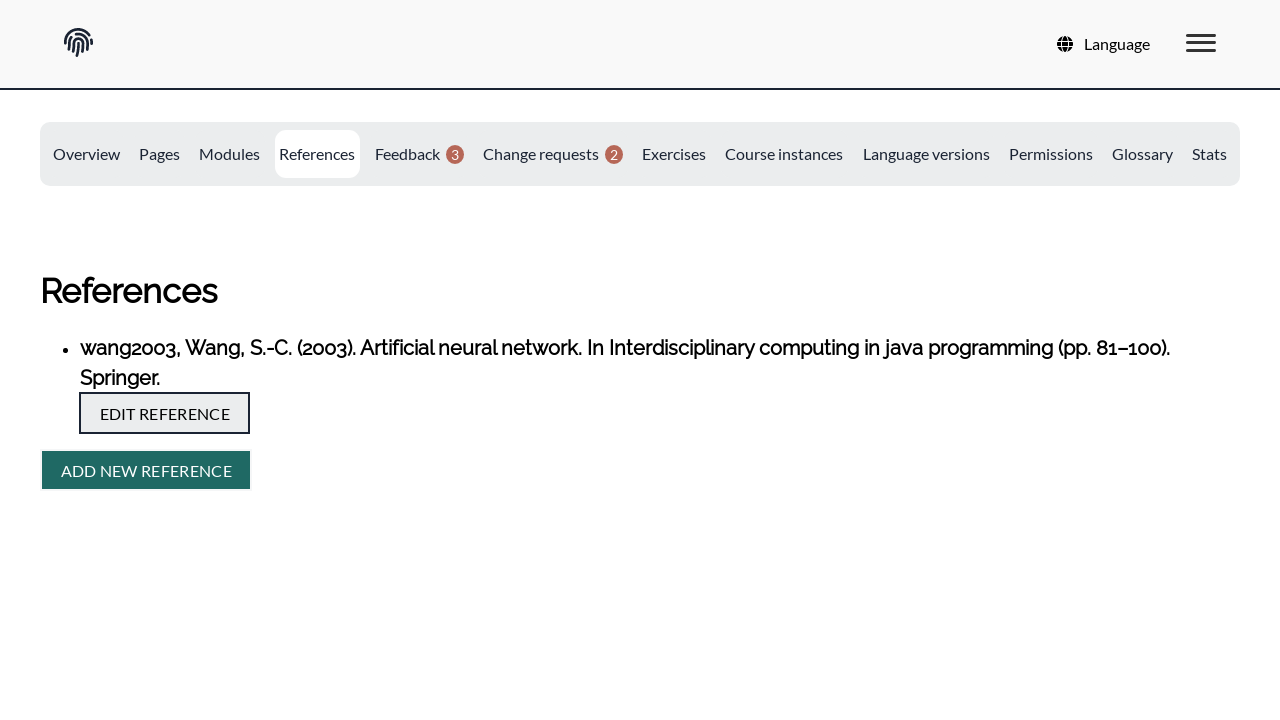 Language
Overview Pages Modules References Feedback 3 Change requests 2 Exercises Course instances Language versions Permissions Glossary Stats
References
wang2003, Wang, S.-C. (2003). Artificial neural network. In Interdisciplinary computing in java programming (pp. 81–100).
Springer.
EDIT REFERENCE
ADD NEW REFERENCE